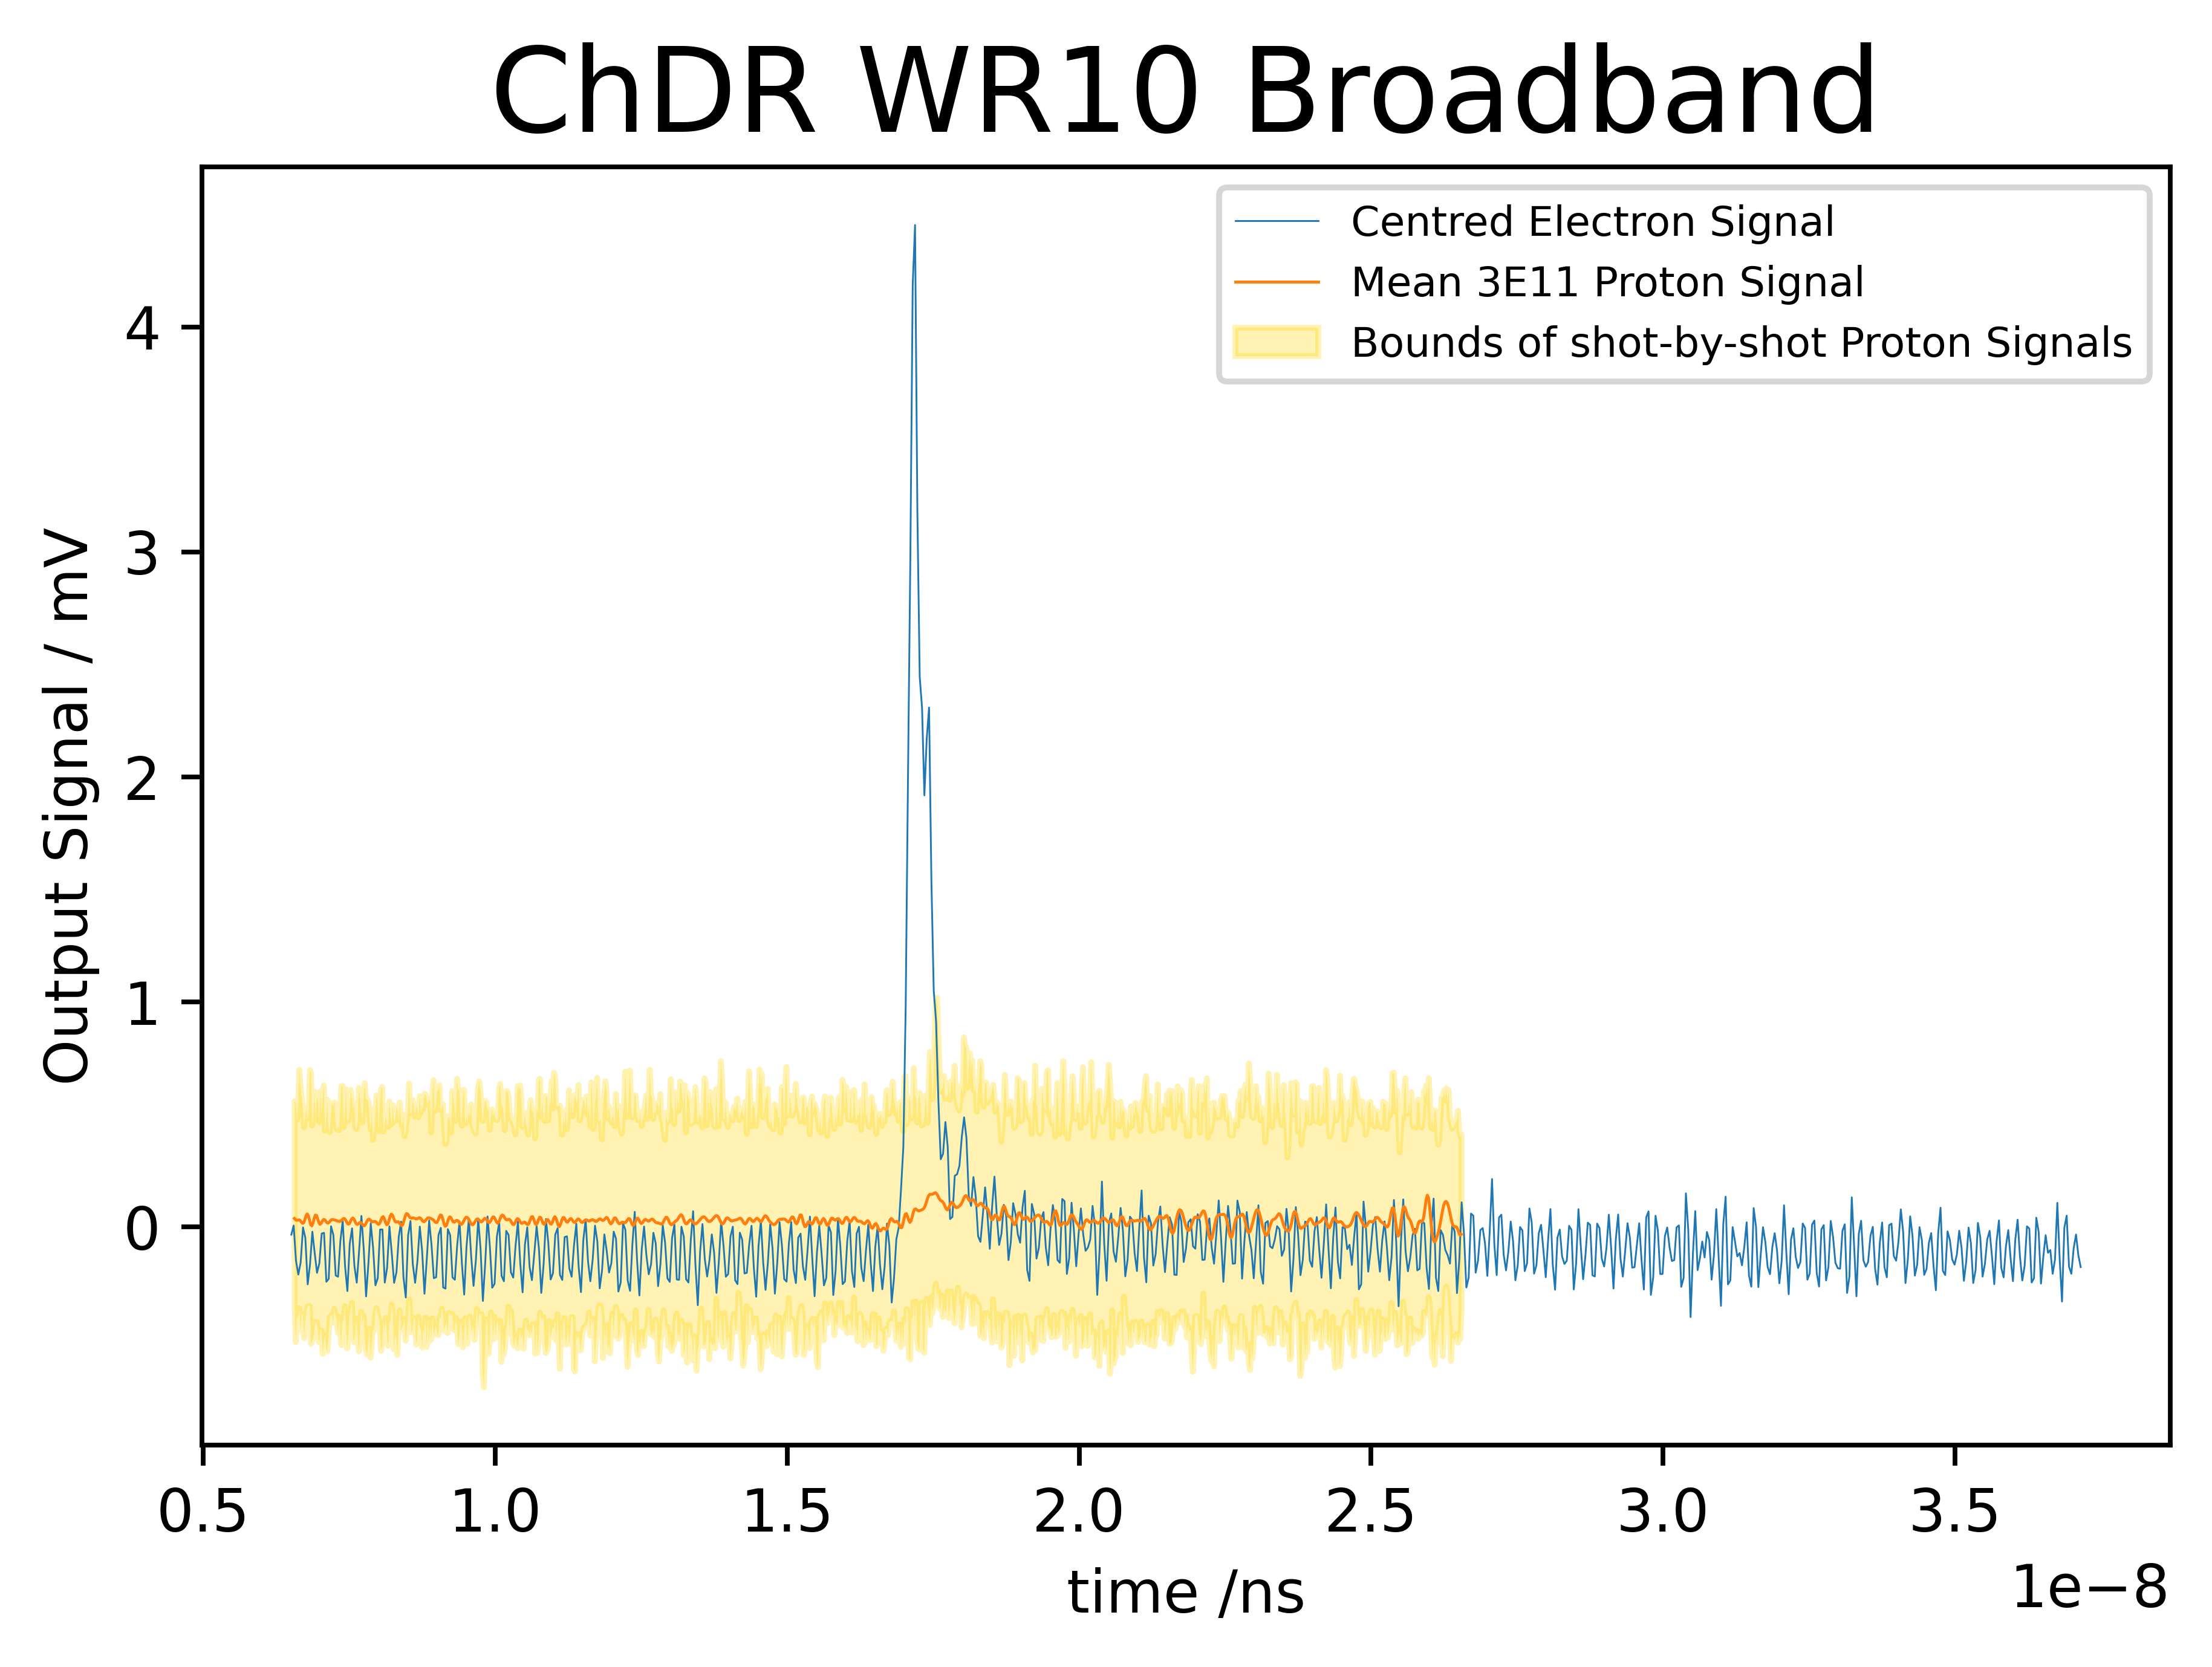 ChDR WR10 Broadband
Centred Electron Signal
Mean 3E11 Proton Signal
Bounds of shot-by-shot Proton Signals
Output Signal / mV
4
3
2
1
0
0.5 1.0 1.5 2.0 2.5 3.0 3.5
time /ns
1e−8